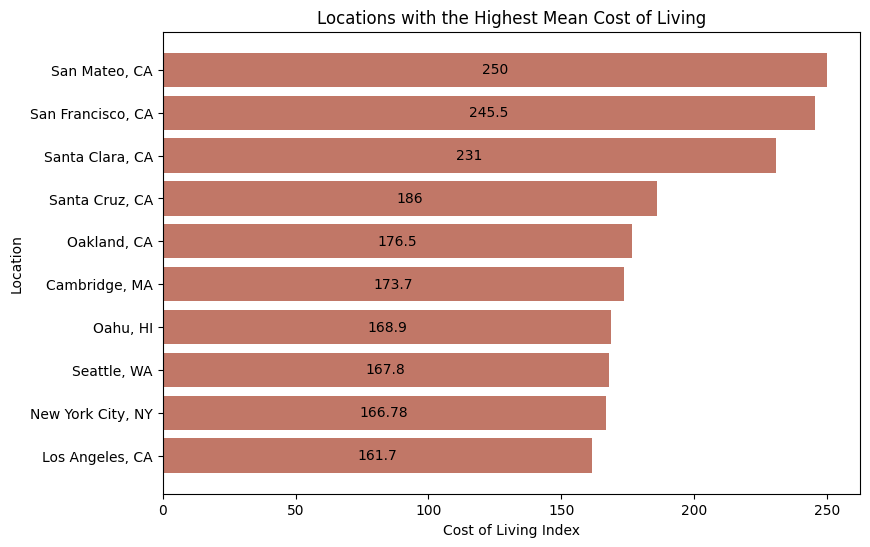 Locations with the Highest Mean Cost of Living
Location
San Mateo, CA 250
San Francisco, CA 245.5
Santa Clara, CA 231
Santa Cruz, CA 186
Oakland, CA 176.5
Cambridge, MA 173.7
Oahu, HI 168.9
Seattle, WA 167.8
New York City, NY 166.78
Los Angeles, CA 161.7
0 50 100 150 200 250
Cost of Living Index